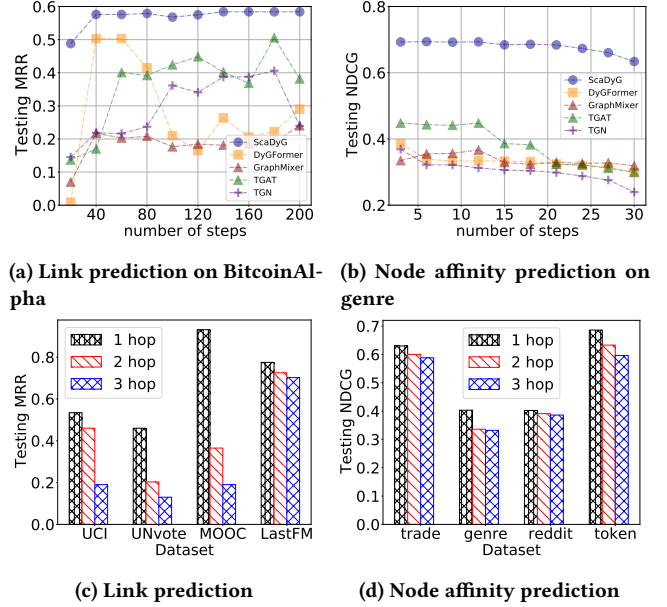 0.6
0.5
0.4
0.3
0.2
0.1
0.0
Testing MRR
40
80
120
160
200
number of steps
ScaDyG
DyGFormer
GraphMixer
TGAT
TGN
0.8
0.6
0.4
0.2
Testing NDCG
5
10
15
20
25
30
number of steps
ScaDyG
DyGFormer
GraphMixer
TGAT
TGN
(a) Link prediction on BitcoinAl-
pha
(b) Node affinity prediction on
genre
0.8
0.6
0.4
0.2
0.0
Testing MRR
1 hop
2 hop
3 hop
UCI
UNvote
MOOC
LastFM
Dataset
0.7
0.6
0.5
0.4
0.3
0.2
0.1
0.0
Testing NDCG
1 hop
2 hop
3 hop
trade
genre
reddit
token
Dataset
(c) Link prediction
(d) Node affinity prediction